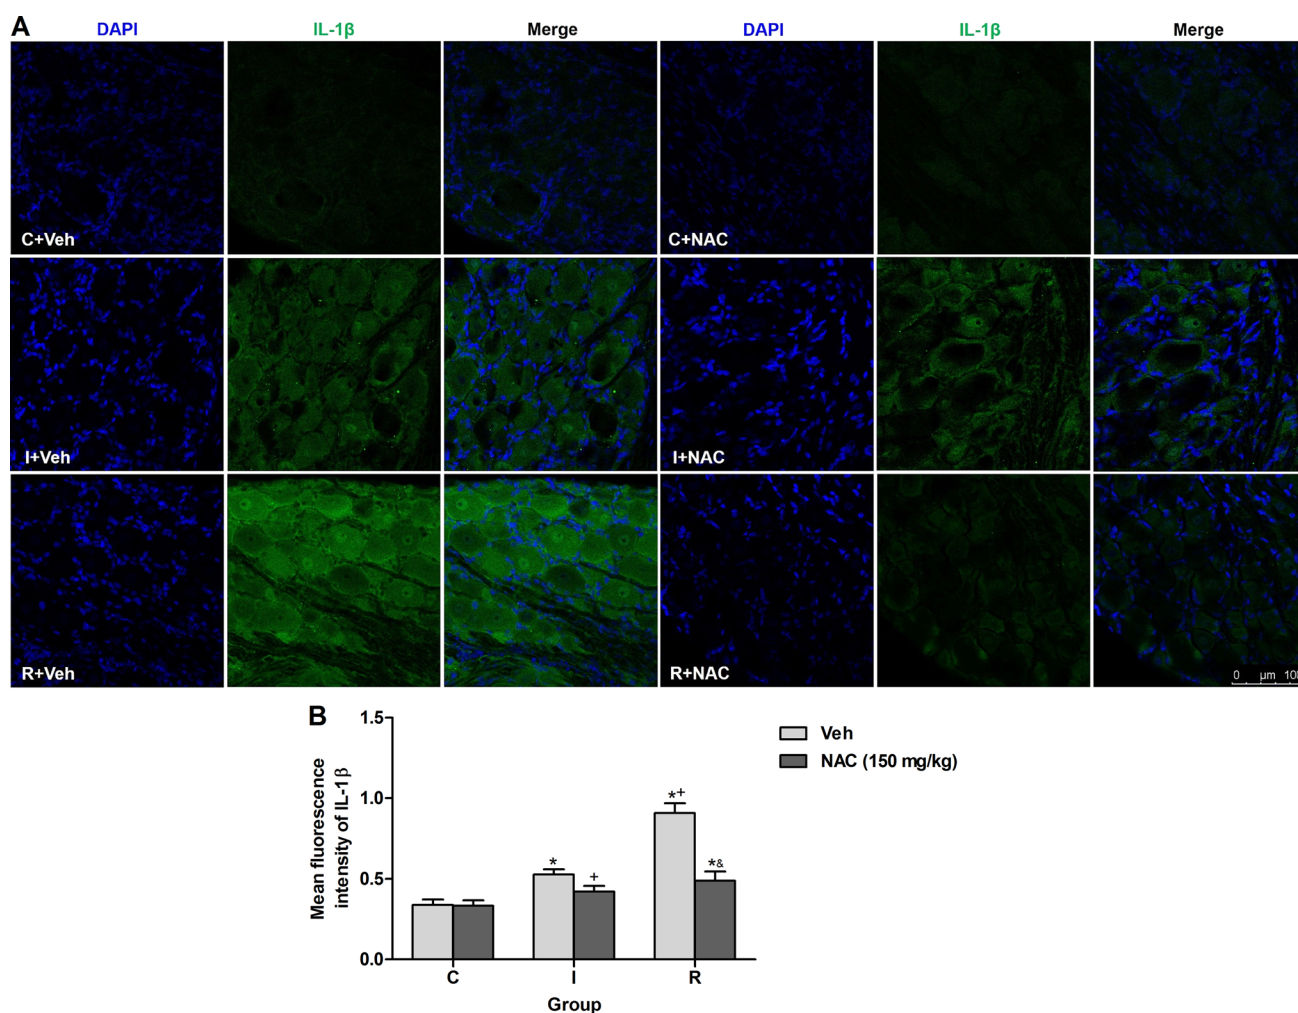 A
DAPI IL-1β Merge DAPI IL-1β Merge
C+Veh C+NAC
I+Veh I+NAC
R+Veh R+NAC
0 µm 10
B
Mean fluorescence
intensity of IL-1β
1.5
1.0
0.5
0.0
*
+
*+
*&
C I R
Group
Veh
NAC (150 mg/kg)